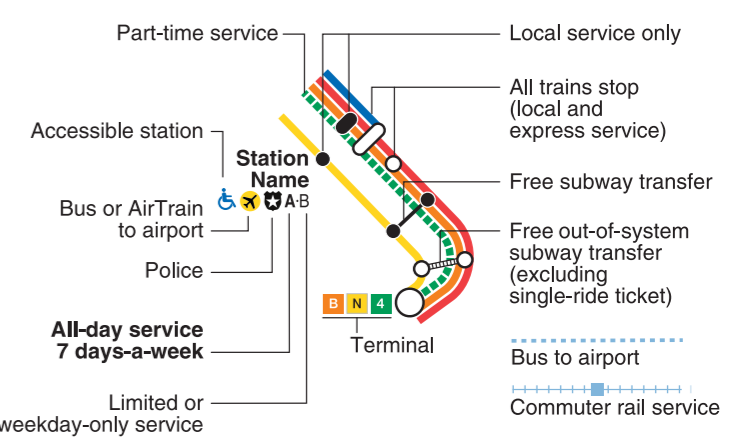 Part-time service
Local service only
All trains stop
(local and
express service)
Accessible station
Station
Name
A·B
Free subway transfer
Bus or AirTrain
to airport
Free out-of-system
subway transfer
(excluding
single-ride ticket)
Police
B N 4
All-day service
7 days-a-week
Terminal
Bus to airport
Limited or
weekday-only service
Commuter rail service